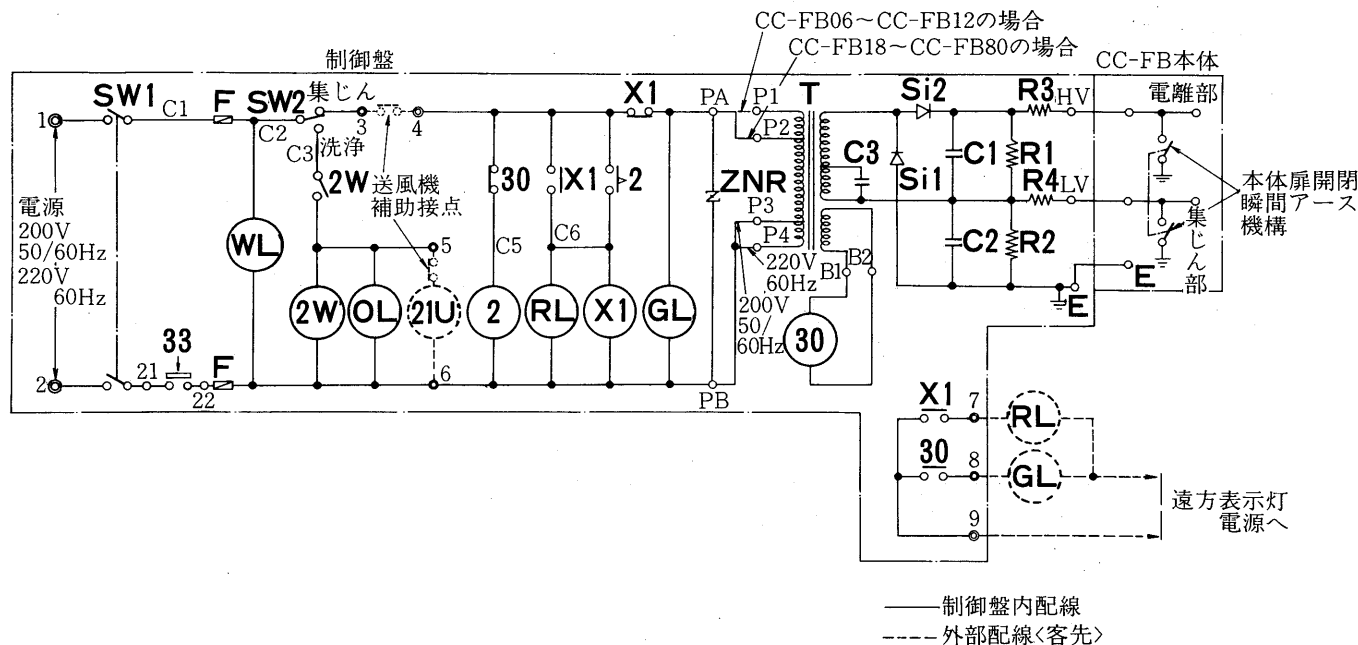 CC-FB06～CC-FB12の場合
CC-FB18～CC-FB80の場合
制御盤
CC-FB本体
SW1
C1
F
SW2
集じん
X1
PA
P1
T
Si2
R3
HV
電離部
1
C2
3
4
P2
C3
洗浄
2W
送風機
補助接点
30
X1
2
ZNR
C3
Si1
C1
R1
R4
LV
本体扉開閉
瞬間アース
機構
電源
200V
50/60Hz
220V
60Hz
WL
5
C5
C6
P3
P4
C2
R2
集じん部
220V
60Hz
B1
B2
E
E
2W
OL
21U
2
RL
X1
GL
200V
50/
60Hz
30
33
2
21
22
F
6
PB
X1
7
RL
30
8
GL
9
遠方表示灯
電源へ
制御盤内配線
外部配線<客先>